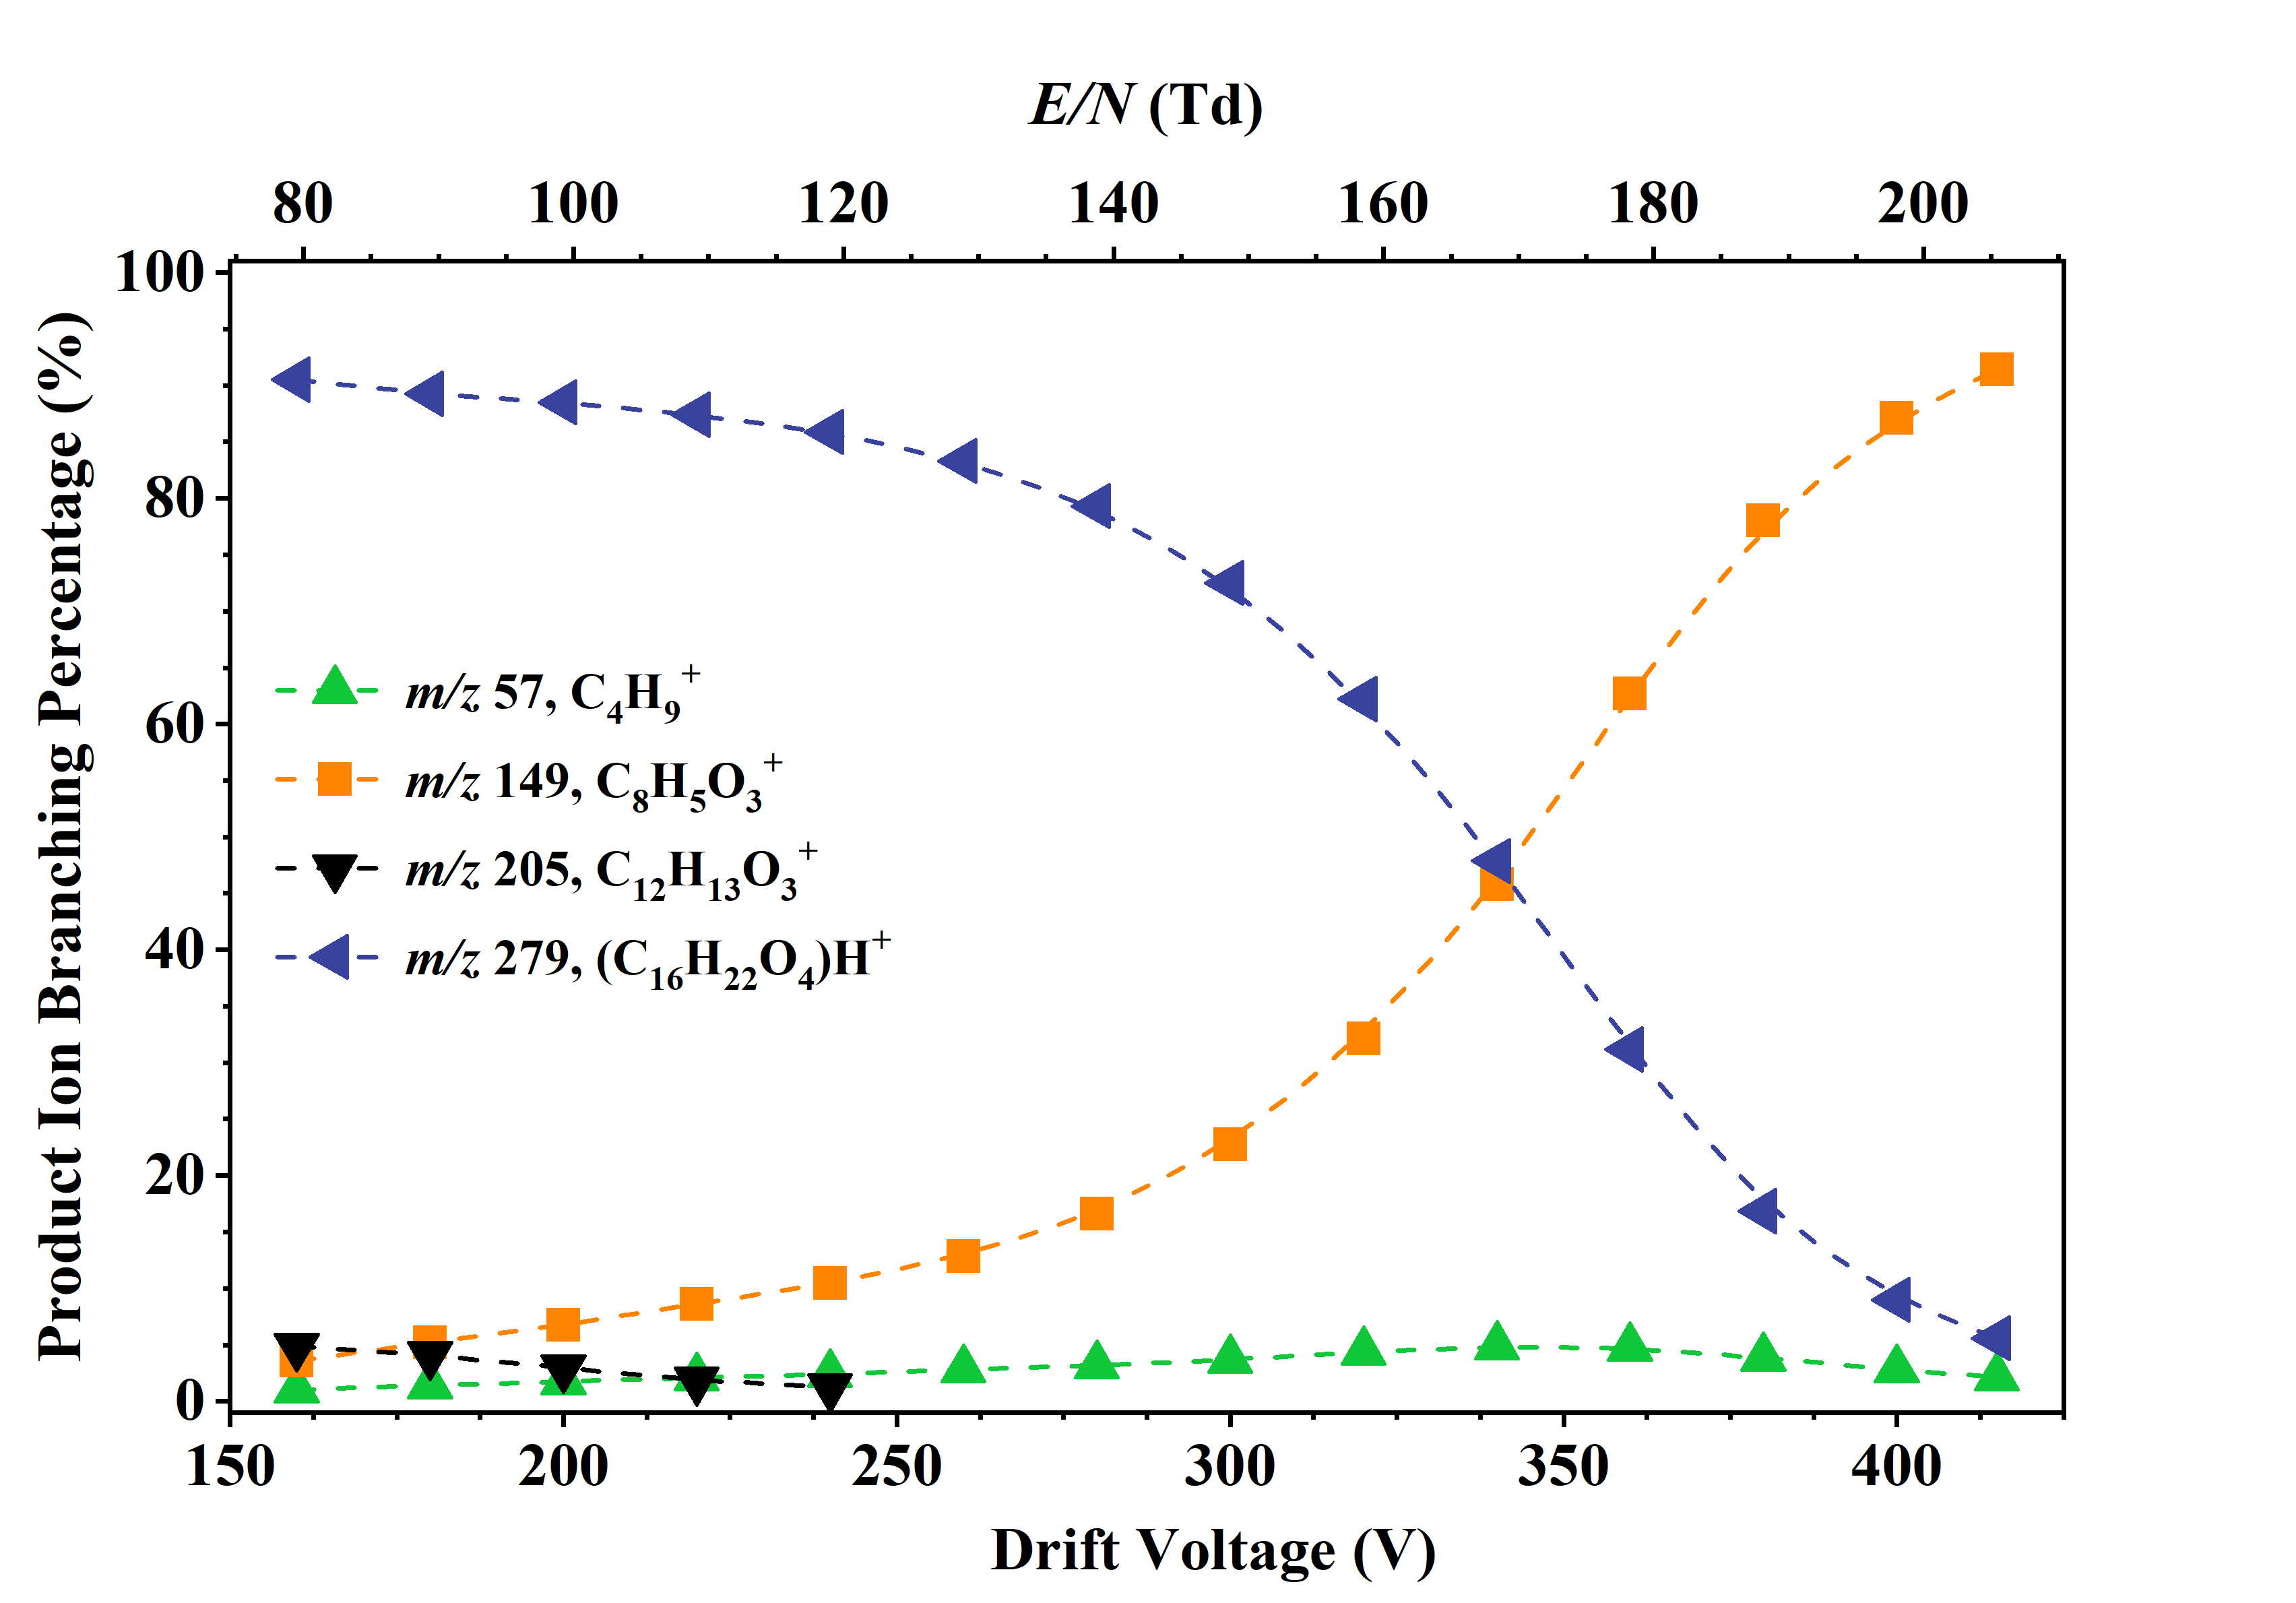 E/N (Td)
80 100 120 140 160 180 200
Product Ion Branching Percentage (%)
100
80
60
40
20
0
m/z 57, C₄H₉⁺
m/z 149, C₈H₅O₃⁺
m/z 205, C₁₂H₁₃O₃⁺
m/z 279, (C₁₆H₂₂O₄)H⁺
150 200 250 300 350 400
Drift Voltage (V)